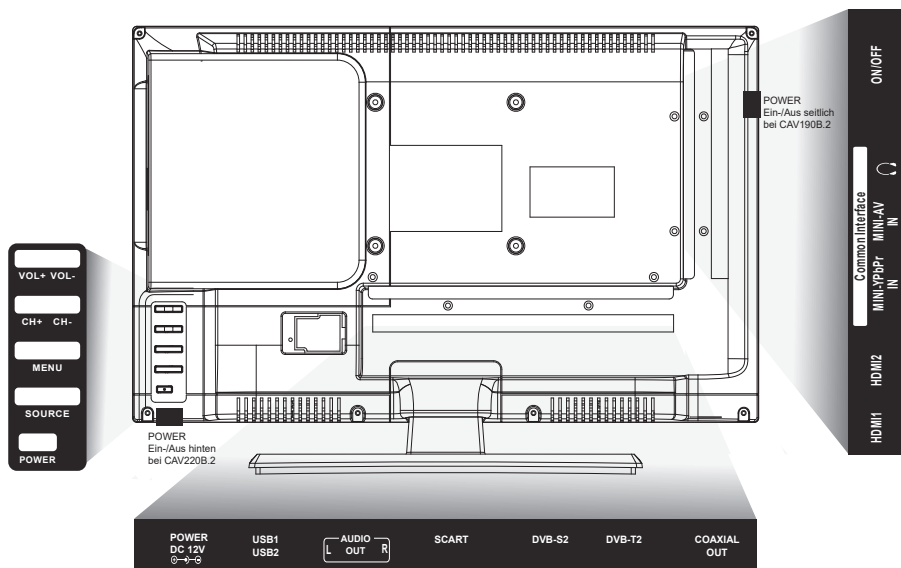 POWER
Ein-/Aus seitlich
bei CAV190B.2
ON/OFF
Common Interface
MINI-AV
IN
MINI-YPbPr
IN
HDMI2
HDMI1
VOL+ VOL-
CH+ CH-
MENU
SOURCE
POWER
POWER
Ein-/Aus hinten
bei CAV220B.2
POWER
DC 12V
USB1
USB2
AUDIO
L OUT R
SCART
DVB-S2
DVB-T2
COAXIAL
OUT